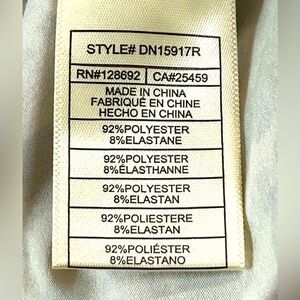 STYLE# DN15917R
RN#128692 CA#25459
MADE IN CHINA
FABRIQUÉ EN CHINE
HECHO EN CHINA
92%POLYESTER
8%ELASTANE
92%POLYESTER
8%ÉLASTHANNE
92%POLYESTER
8%ELASTAN
92%POLIESTERE
8%ELASTAN
92%POLIÉSTER
8%ELASTANO